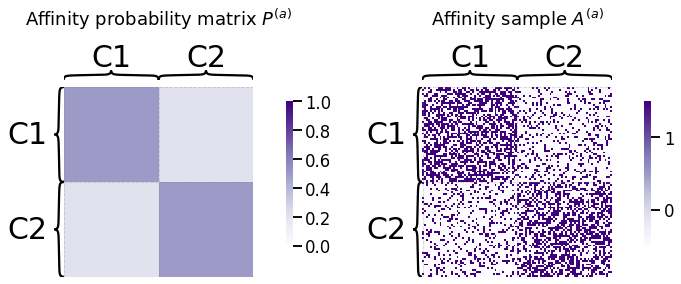 Affinity probability matrix P^(a)
C1 C2
C1
C2
1.0
0.8
0.6
0.4
0.2
0.0
Affinity sample A^(a)
C1 C2
C1
C2
1
0